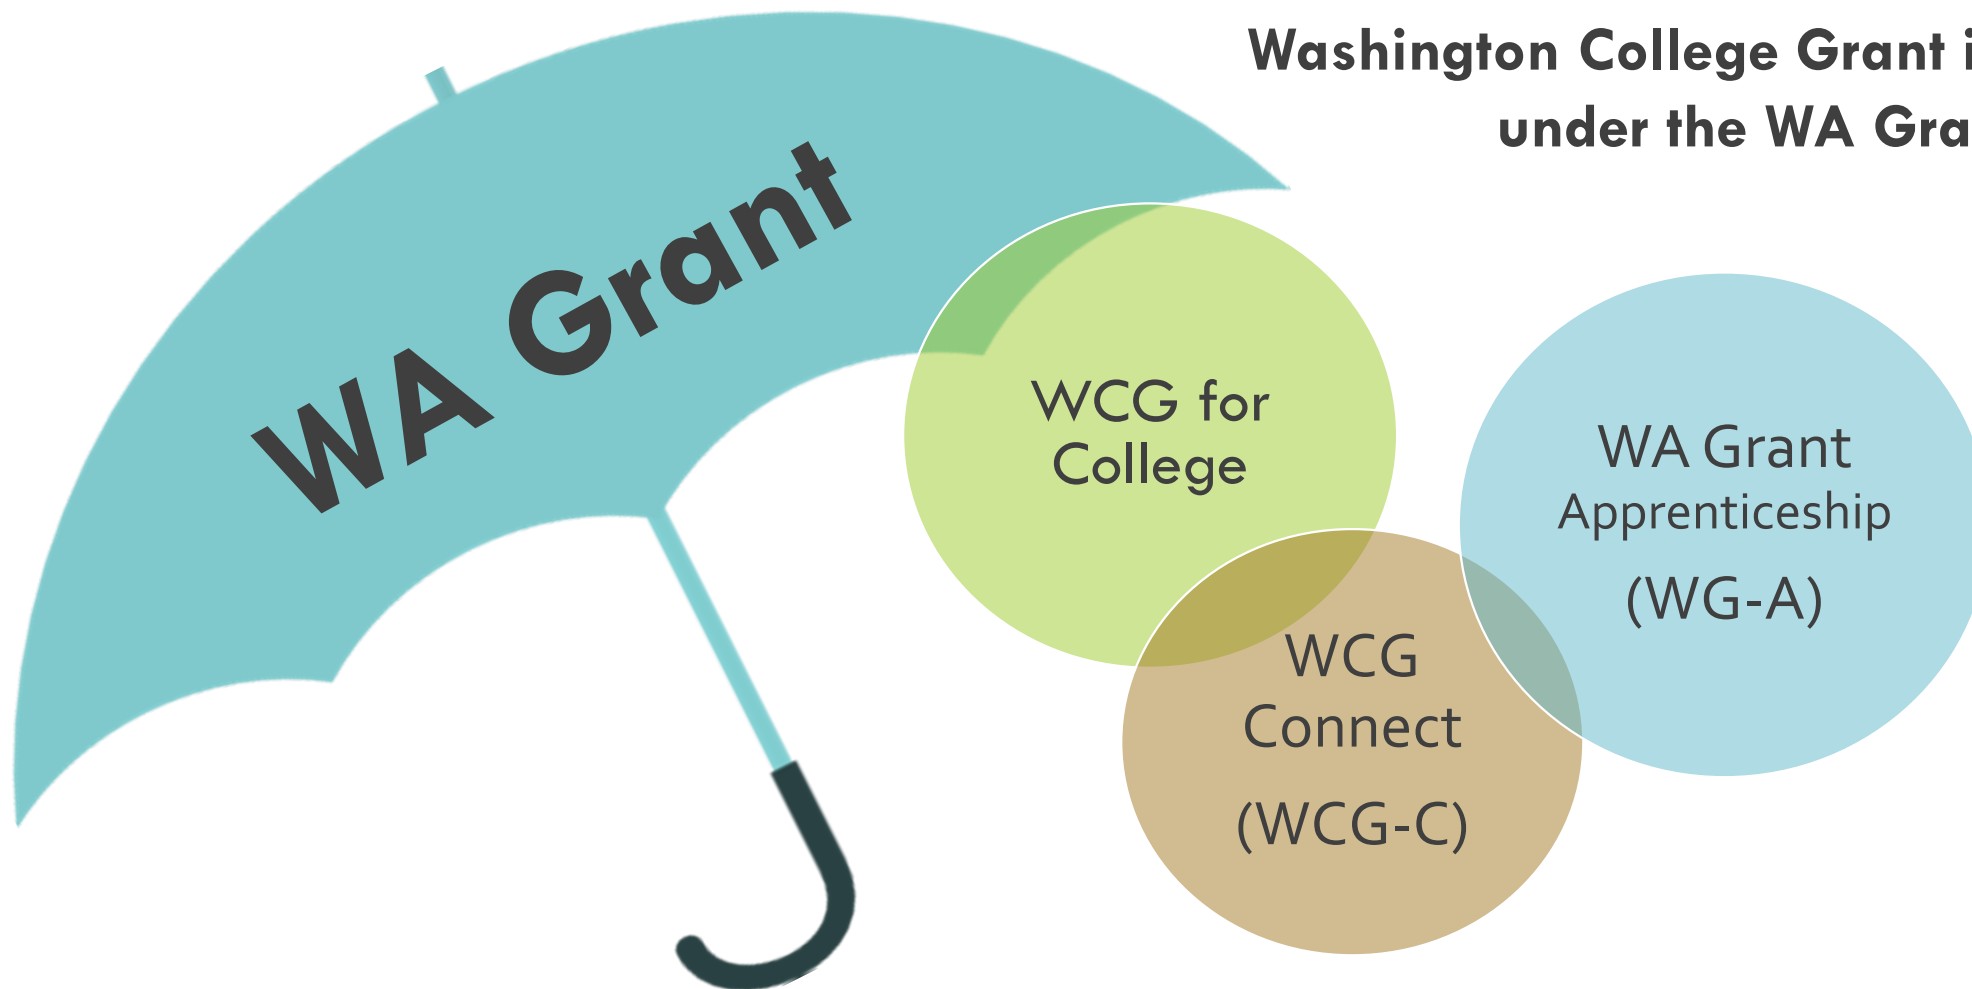 Washington College Grant i
under the WA Gra
WA Grant
WCG for
College
WA Grant
Apprenticeship
(WG-A)
WCG
Connect
(WCG-C)